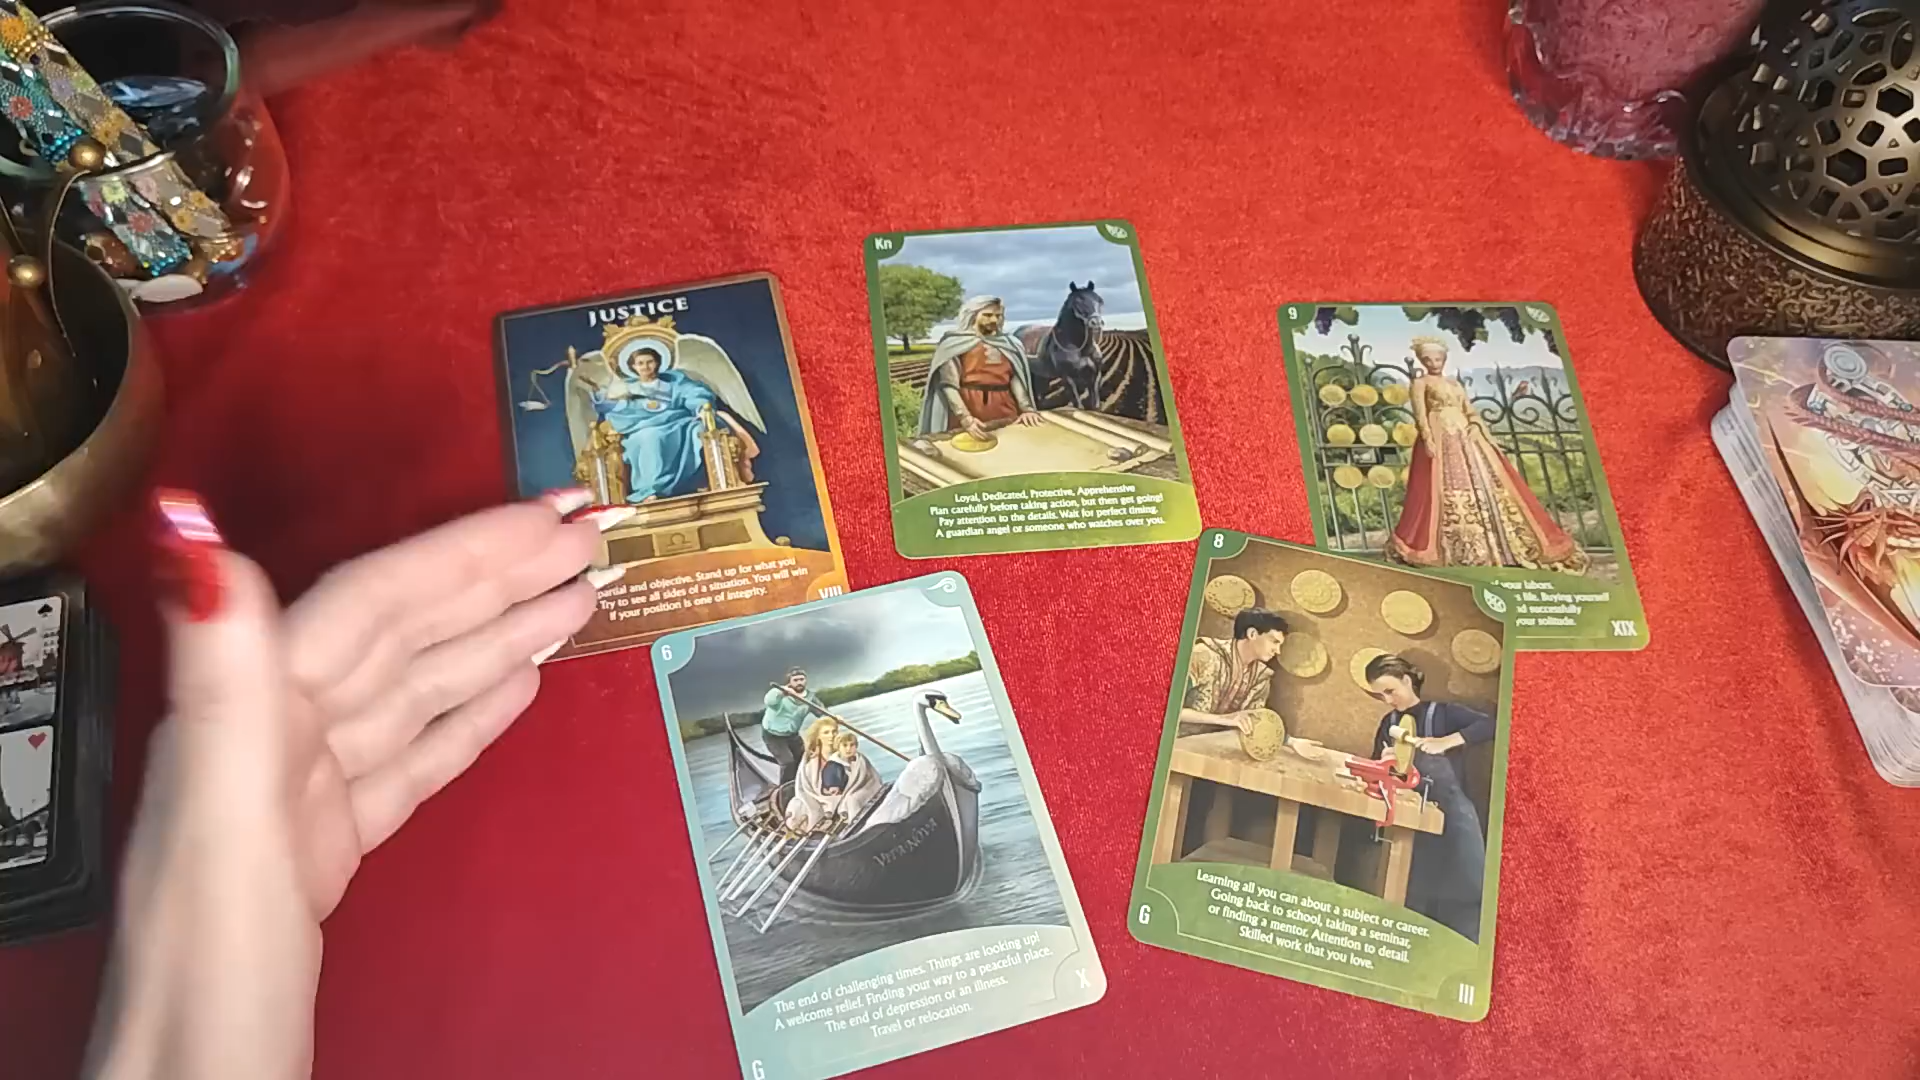 JUSTICE
partial and objective. Stand up for what you
Try to see all sides of a situation. You will win
if your position is one of integrity.
VIII
Kn
Loyal, Dedicated, Protective, Apprehensive
Plan carefully before taking action, but then get going!
Pay attention to the details. Wait for perfect timing.
A guardian angel or someone who watches over you.
9
your labors.
life. Buying yourself
successfully
your solitude.
XIX
6
VITA NOVA
The end of challenging times. Things are looking up!
A welcome relief. Finding your way to a peaceful place.
The end of depression or an illness.
Travel or relocation.
G
X
8
Learning all you can about a subject or career.
Going back to school, taking a seminar,
or finding a mentor. Attention to detail.
Skilled work that you love.
G
III